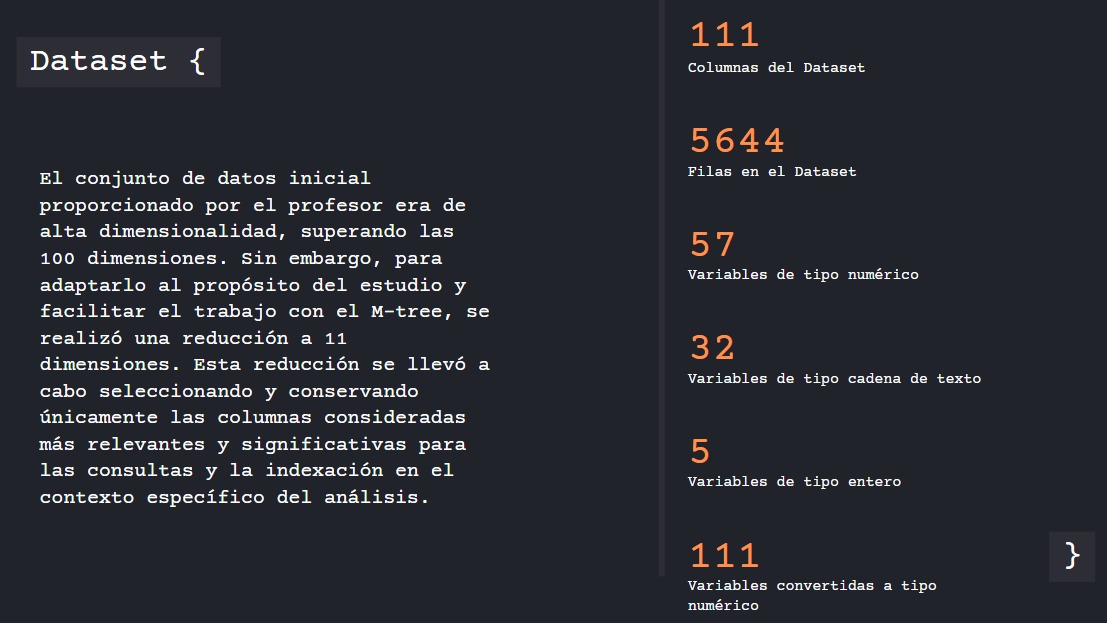 Dataset {
El conjunto de datos inicial
proporcionado por el profesor era de
alta dimensionalidad, superando las
100 dimensiones. Sin embargo, para
adaptarlo al propósito del estudio y
facilitar el trabajo con el M-tree, se
realizó una reducción a 11
dimensiones. Esta reducción se llevó a
cabo seleccionando y conservando
únicamente las columnas consideradas
más relevantes y significativas para
las consultas y la indexación en el
contexto específico del análisis.
111
Columnas del Dataset
5644
Filas en el Dataset
57
Variables de tipo numérico
32
Variables de tipo cadena de texto
5
Variables de tipo entero
111
Variables convertidas a tipo
numérico
}